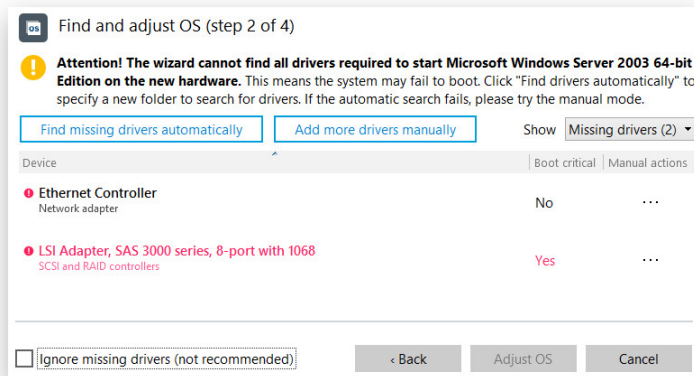 os
Find and adjust OS (step 2 of 4)
Attention! The wizard cannot find all drivers required to start Microsoft Windows Server 2003 64-bit
Edition on the new hardware. This means the system may fail to boot. Click "Find drivers automatically" to
specify a new folder to search for drivers. If the automatic search fails, please try the manual mode.
Find missing drivers automatically
Add more drivers manually
Show
Missing drivers (2)
Device
Boot critical
Manual actions
Ethernet Controller
Network adapter
No
...
LSI Adapter, SAS 3000 series, 8-port with 1068
SCSI and RAID controllers
Yes
...
Ignore missing drivers (not recommended)
‹ Back
Adjust OS
Cancel